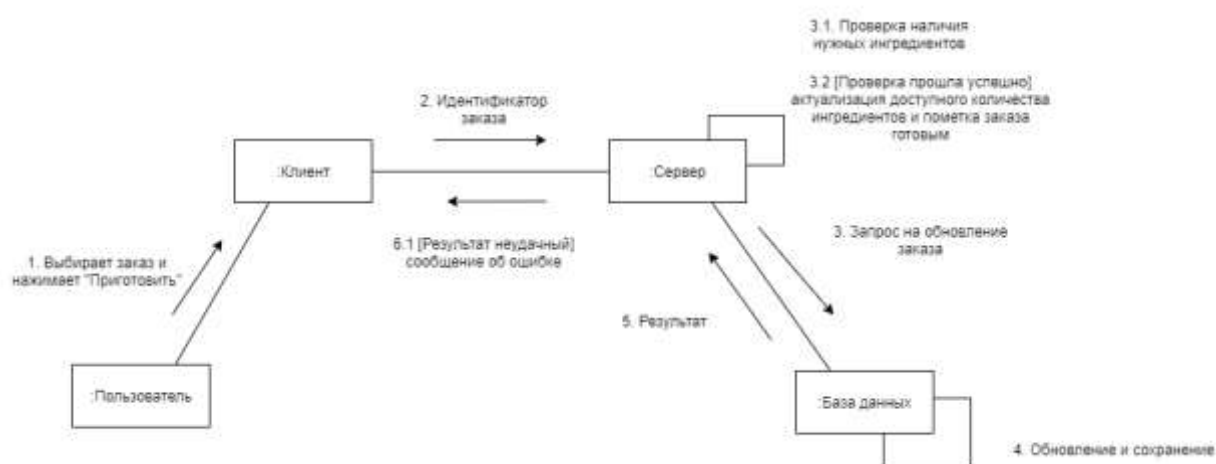 3.1. Проверка наличия
нужных ингредиентов
3.2 [Проверка прошла успешно]
актуализация доступного количества
ингредиентов и пометка заказа
готовым
2. Идентификатор
заказа
:Клиент
:Сервер
6.1 [Результат неудачный]
сообщение об ошибке
3. Запрос на обновление
заказа
1. Выбирает заказ и
нажимает "Приготовить"
5. Результат
:Пользователь
:База данных
4. Обновление и сохранение